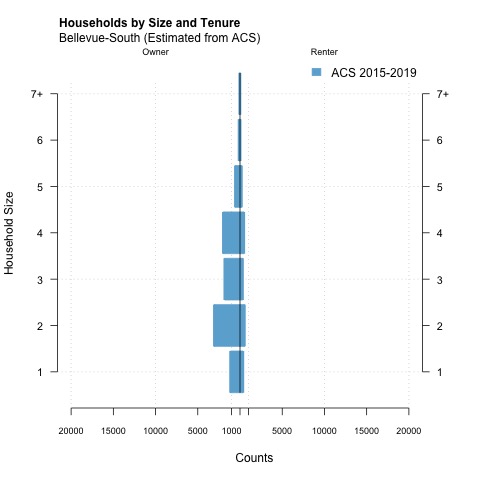 Households by Size and Tenure
Bellevue-South (Estimated from ACS)
Owner Renter
ACS 2015-2019
7+ 7+
6 6
5 5
4 4
3 3
2 2
1 1
Household Size
20000 15000 10000 5000 1000 5000 10000 15000 20000
Counts